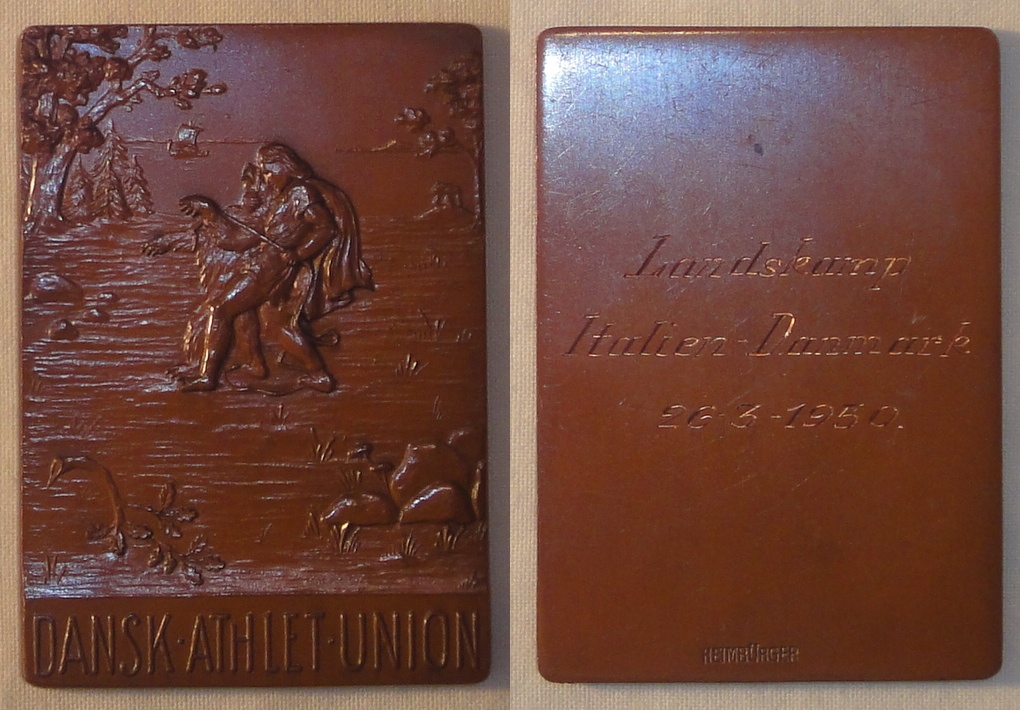 DANSK·ATHLET·UNION
Landskamp
Italien-Danmark
26-3-1950.
HEIMBÜRGER